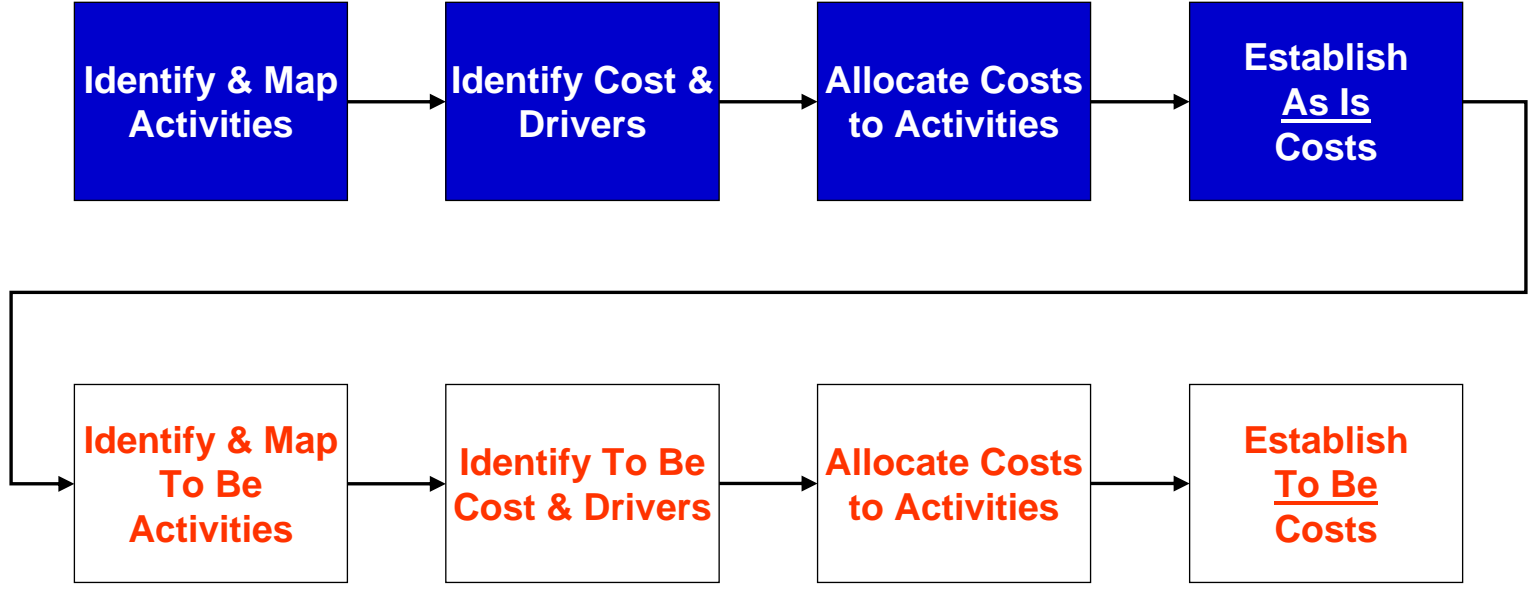 Identify & Map
Activities
Identify Cost &
Drivers
Allocate Costs
to Activities
Establish
As Is
Costs
Identify & Map
To Be
Activities
Identify To Be
Cost & Drivers
Allocate Costs
to Activities
Establish
To Be
Costs